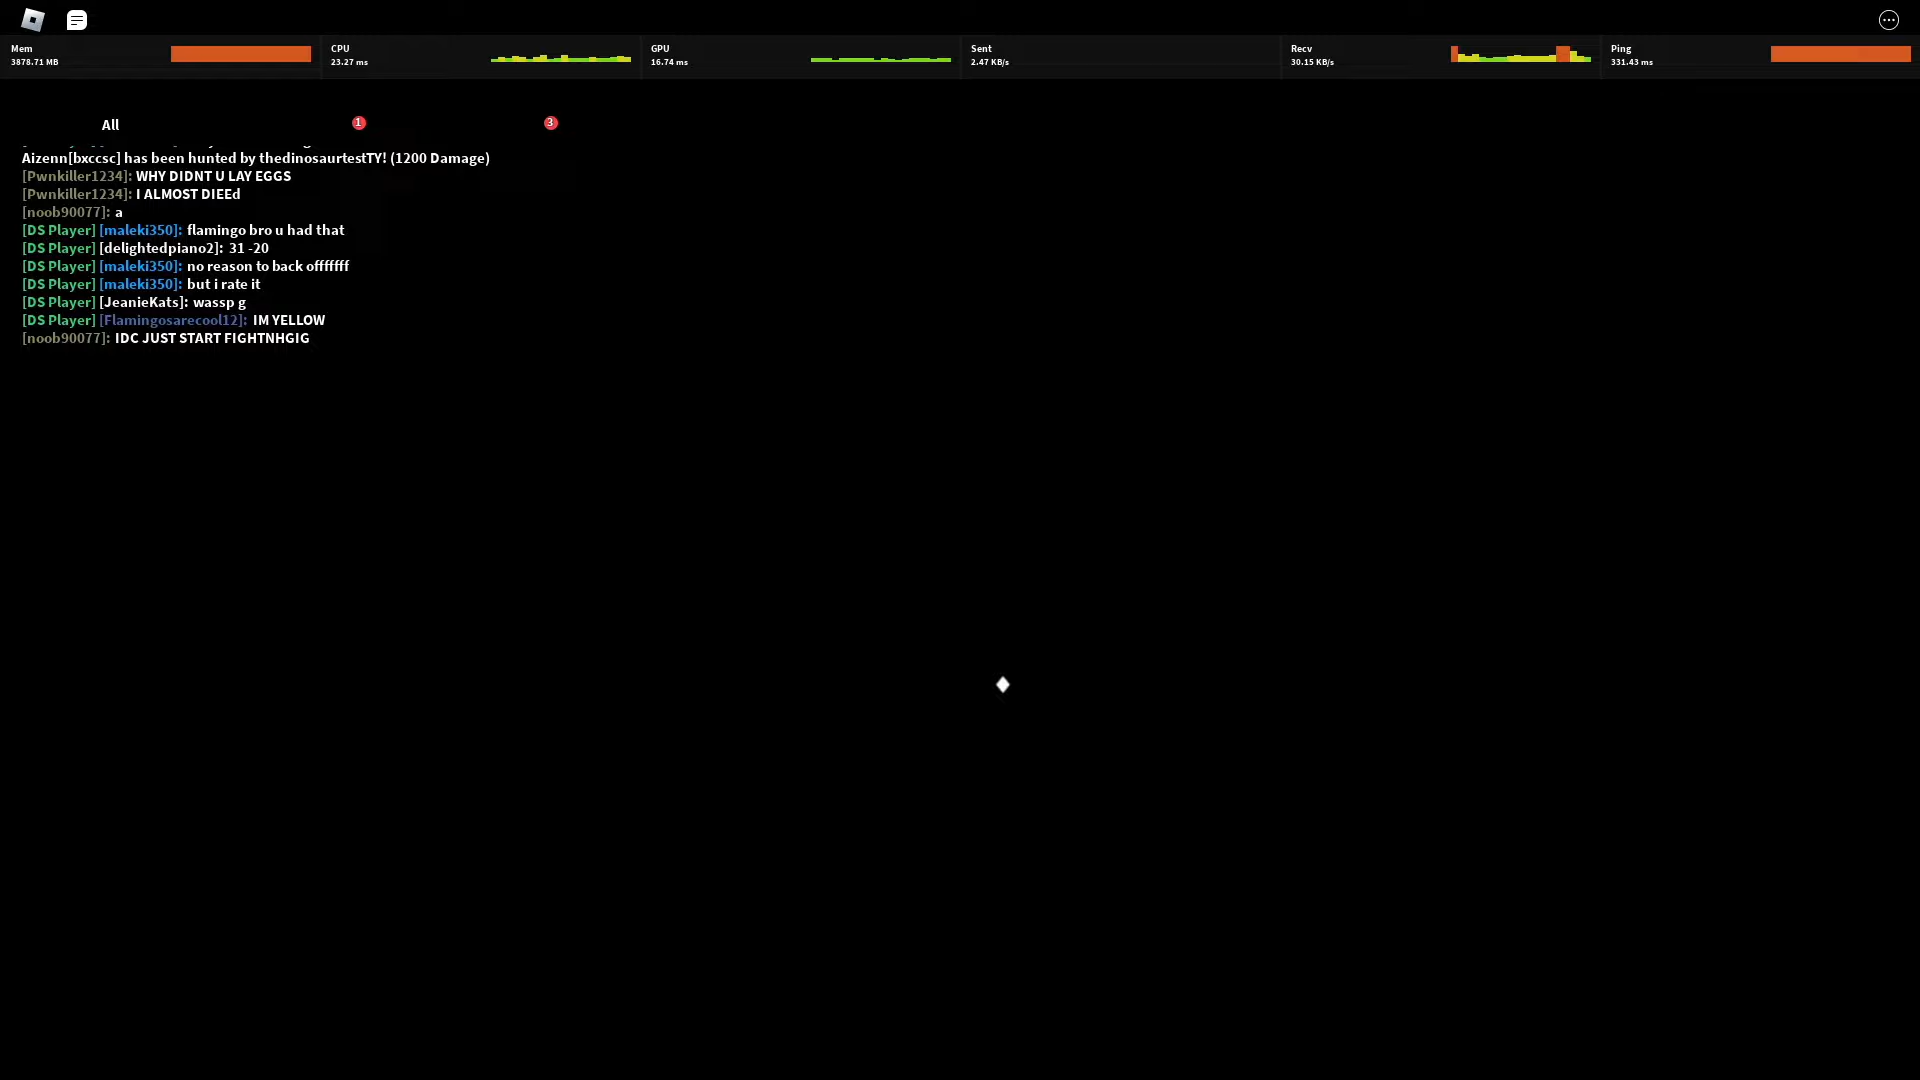 Mem
3878.71 MB
CPU
23.27 ms
GPU
16.74 ms
Sent
2.47 KB/s
Recv
30.15 KB/s
Ping
331.43 ms
All
1
3
Aizenn[bxccsc] has been hunted by thedinosaurtestTY! (1200 Damage)
[Pwnkiller1234]: WHY DIDNT U LAY EGGS
[Pwnkiller1234]: I ALMOST DIEEd
[noob90077]: a
[DS Player] [maleki350]: flamingo bro u had that
[DS Player] [delightedpiano2]: 31 -20
[DS Player] [maleki350]: no reason to back offfffff
[DS Player] [maleki350]: but i rate it
[DS Player] [JeanieKats]: wassp g
[DS Player] [Flamingosarecool12]: IM YELLOW
[noob90077]: IDC JUST START FIGHTNHGIG